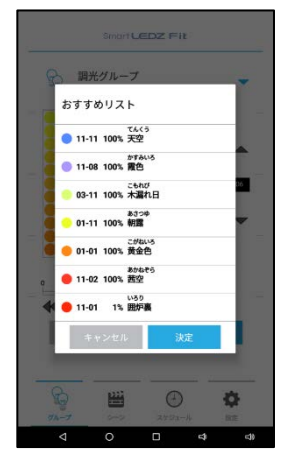 Smart LEDZ Fit
調光グループ
おすすめリスト
てんくう
11-11 100% 天空
かすみいろ
11-08 100% 霞色
こもれび
03-11 100% 木漏れ日
あさつゆ
01-11 100% 朝露
こがねいろ
01-01 100% 黄金色
あかねぞら
11-02 100% 茜空
いろり
11-01 1% 囲炉裏
キャンセル 決定
グループ シーン スケジュール 設定